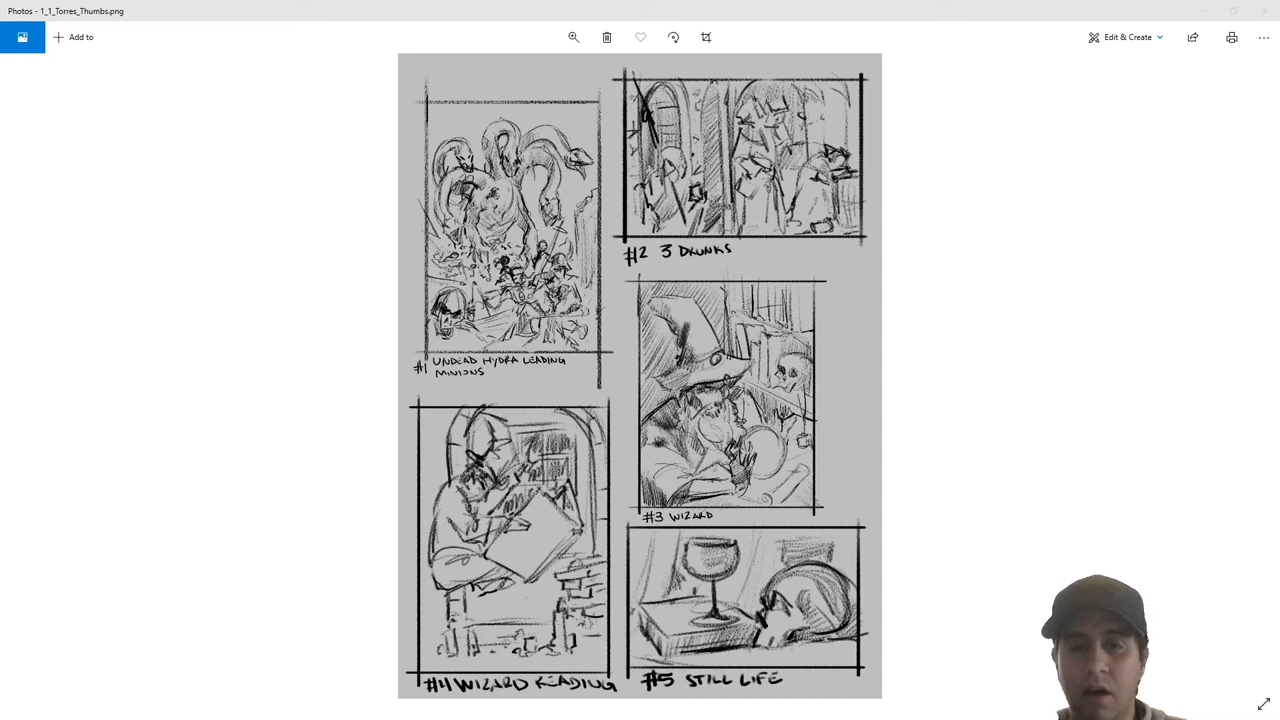 Photos - 1_1_Torres_Thumbs.png
Add to
Edit & Create
#1 UNDEAD HYDRA LEADING
MINIONS
#2 3 DRUNKS
#3 WIZARD
#4 WIZARD READING
#5 STILL LIFE